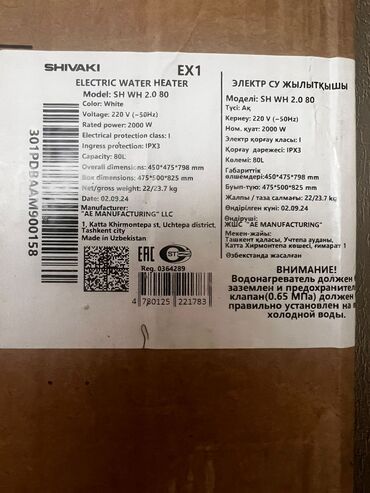 SHIVAKI
EX1
ELECTRIC WATER HEATER
Model: SH WH 2.0 80
Color: White
Voltage: 220 V (~50Hz)
Rated power: 2000 W
Electrical protection class: I
Ingress protection: IPX3
Capacity: 80L
Overall dimensions: 450*475*798 mm
Box dimensions: 475*500*825 mm
Net/gross weight: 22/23.7 kg
Date: 02.09.24
Manufacturer:
"AE MANUFACTURING" LLC
1, Katta Khirmontepa st, Uchtepa district,
Tashkent city
Made in Uzbekistan
301PDBAAM900158
EAC
Reg. 0364289
4 780125 221783
ЭЛЕКТР СУ ЖЫЛЫТҚЫШЫ
Моделі: SH WH 2.0 80
Түсі: Ақ
Кернеу: 220 V (~50Hz)
Ном. қуат: 2000 W
Электр қорғау класы: I
Қорғау дәрежесі: IPX3
Көлемі: 80L
Габариттік
өлшемдері:450*475*798 mm
Буып-түю: 475*500*825 mm
Жалпы / таза салмағы: 22/23.7 kg
Өндірілген күні: 02.09.24
Өндіруші:
ЖШС "AE MANUFACTURING"
Мекен-жайы:
Ташкент қаласы, Учтепа ауданы,
Катта Хирмонтепа көшесі, ғимарат 1
Өзбекстанда жасалған
ВНИМАНИЕ!
Водонагреватель должен
заземлен и предохранител
клапан(0.65 МПа) должен
правильно установлен на
холодной воды.